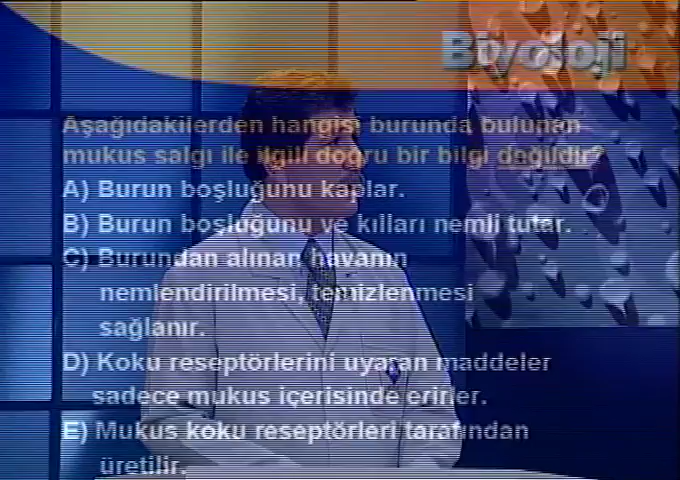 Biyoloji
Aşağıdakilerden hangisi burunda bulunan
mukus salgı ile ilgili doğru bir bilgi değildir?
A) Burun boşluğunu kaplar.
B) Burun boşluğunu ve kılları nemli tutar.
C) Burundan alınan havanın
nemlendirilmesi, temizlenmesi
sağlanır.
D) Koku reseptörlerini uyaran maddeler
sadece mukus içerisinde erirler.
E) Mukus koku reseptörleri tarafından
üretilir.